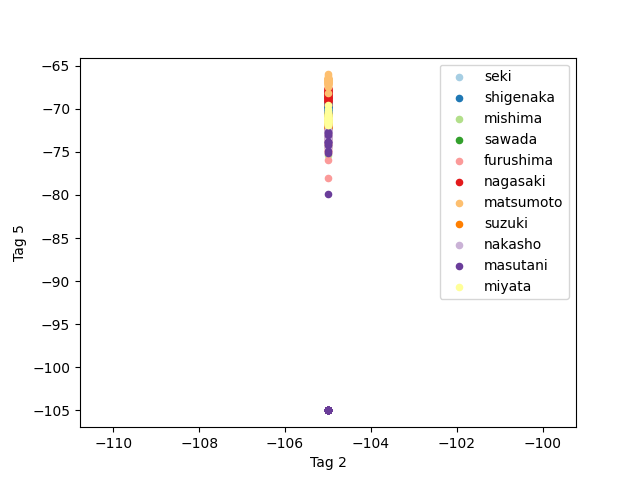 −65
−70
−75
−80
−85
−90
−95
−100
−105
Tag 5
−110
−108
−106
−104
−102
−100
Tag 2
seki
shigenaka
mishima
sawada
furushima
nagasaki
matsumoto
suzuki
nakasho
masutani
miyata